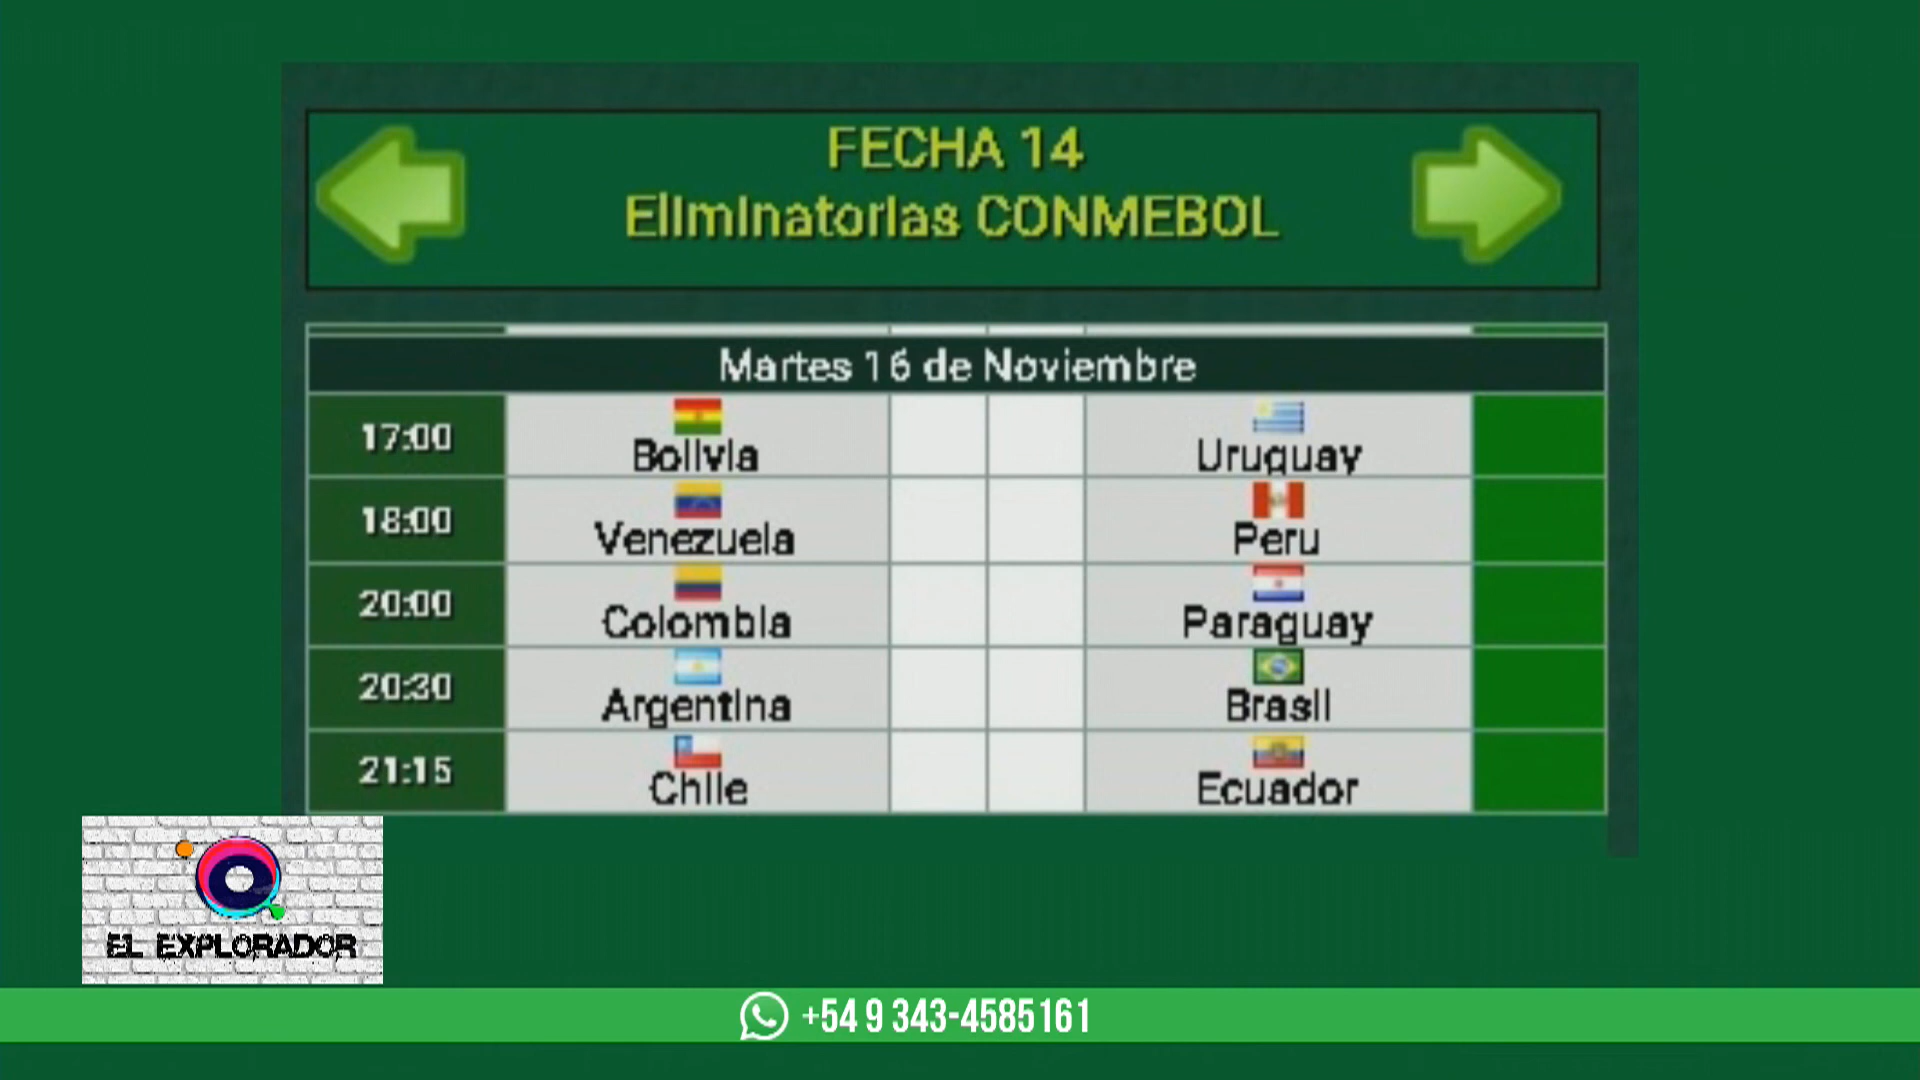 FECHA 14
Eliminatorias CONMEBOL
Martes 16 de Noviembre
17:00 Bolivia Uruguay
18:00 Venezuela Peru
20:00 Colombia Paraguay
20:30 Argentina Brasil
21:15 Chile Ecuador
EL EXPLORADOR
+54 9 343-4585161